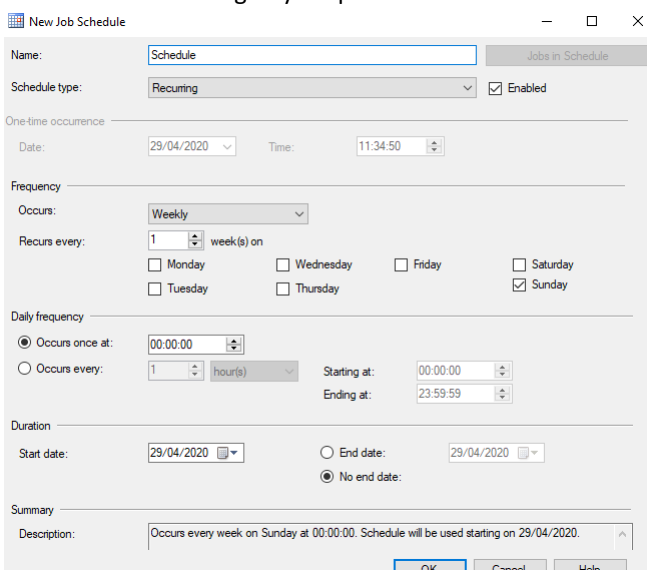 New Job Schedule
Name: Schedule Jobs in Schedule
Schedule type: Recurring Enabled
One-time occurrence
Date: 29/04/2020 Time: 11:34:50
Frequency
Occurs: Weekly
Recurs every: 1 week(s) on
Monday Wednesday Friday Saturday
Tuesday Thursday Sunday
Daily frequency
Occurs once at: 00:00:00
Occurs every: 1 hour(s) Starting at: 00:00:00
Ending at: 23:59:59
Duration
Start date: 29/04/2020 End date: 29/04/2020
No end date:
Summary
Description: Occurs every week on Sunday at 00:00:00. Schedule will be used starting on 29/04/2020.
OK Cancel Help